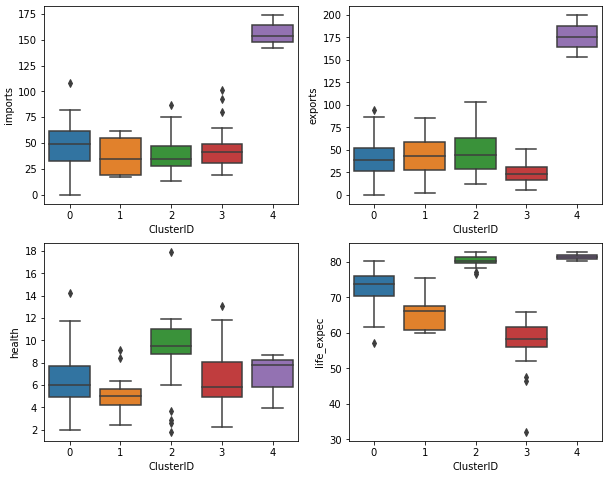 imports
175
150
125
100
75
50
25
0
0 1 2 3 4
ClusterID
exports
200
175
150
125
100
75
50
25
0
0 1 2 3 4
ClusterID
health
18
16
14
12
10
8
6
4
2
0 1 2 3 4
ClusterID
life_expec
80
70
60
50
40
30
0 1 2 3 4
ClusterID